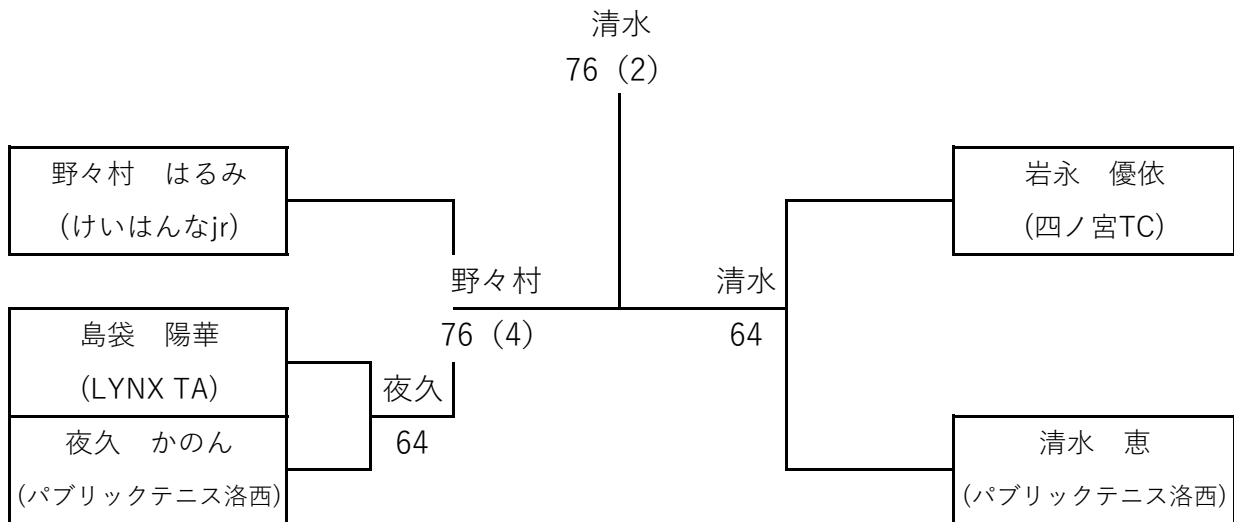 清水
76（2）
野々村　はるみ
(けいはんなjr)
岩永　優依
(四ノ宮TC)
野々村
76（4）
清水
64
島袋　陽華
(LYNX TA)
夜久　かのん
(パブリックテニス洛西)
夜久
64
清水　恵
(パブリックテニス洛西)